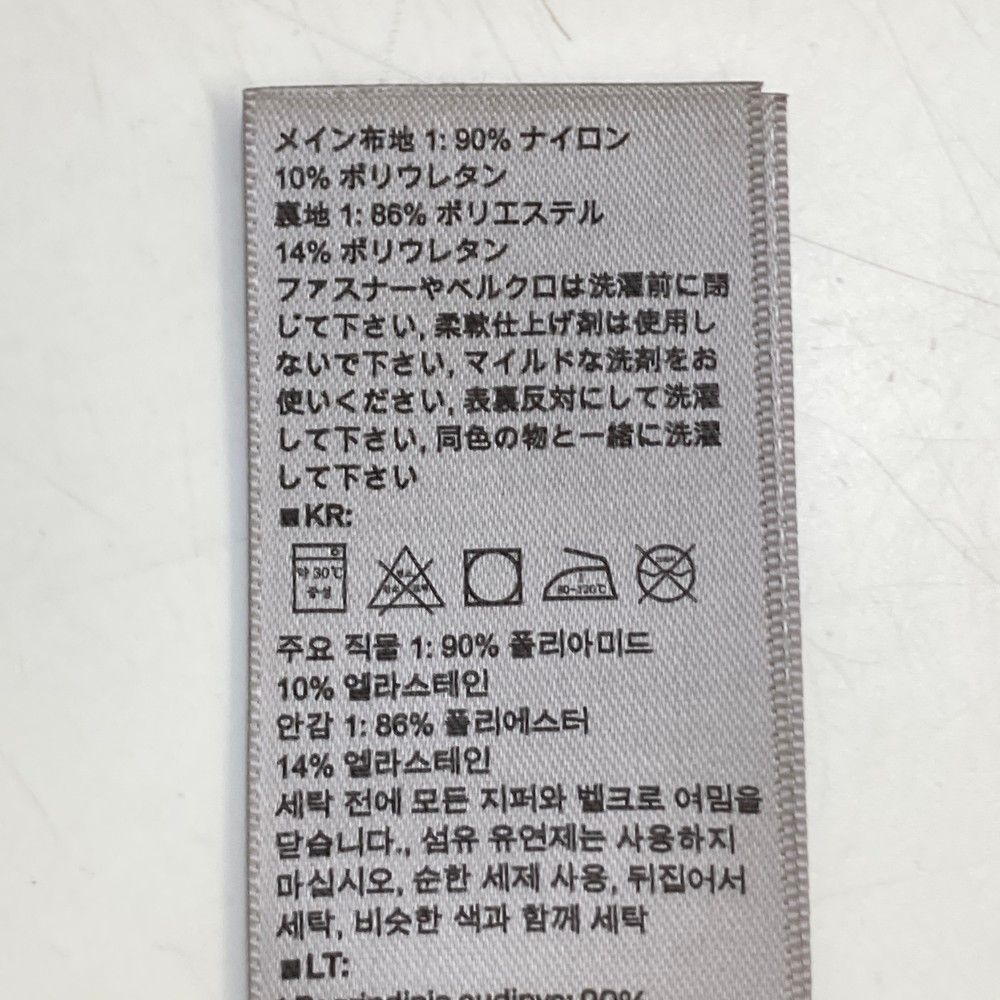 メイン布地 1: 90% ナイロン
10% ポリウレタン
裏地 1: 86% ポリエステル
14% ポリウレタン
ファスナーやベルクロは洗濯前に閉
じて下さい, 柔軟仕上げ剤は使用し
ないで下さい, マイルドな洗剤をお
使いください, 表裏反対にして洗濯
して下さい, 同色の物と一緒に洗濯
して下さい
■KR:
약 30℃
중성
80~120℃
주요 직물 1: 90% 폴리아미드
10% 엘라스테인
안감 1: 86% 폴리에스터
14% 엘라스테인
세탁 전에 모든 지퍼와 벨크로 여밈을
닫습니다., 섬유 유연제는 사용하지
마십시오, 순한 세제 사용, 뒤집어서
세탁, 비슷한 색과 함께 세탁
■LT: